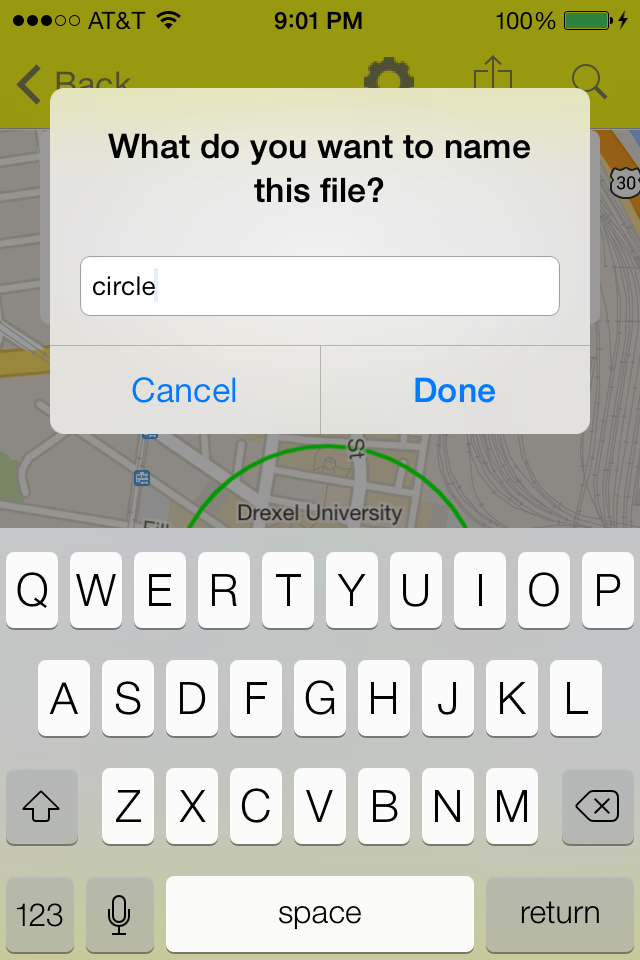 AT&T 9:01 PM 100%
Back
What do you want to name
this file?
30
circle
Cancel Done
St
Drexel University
Q W E R T Y U I O P
A S D F G H J K L
Z X C V B N M
123 space return